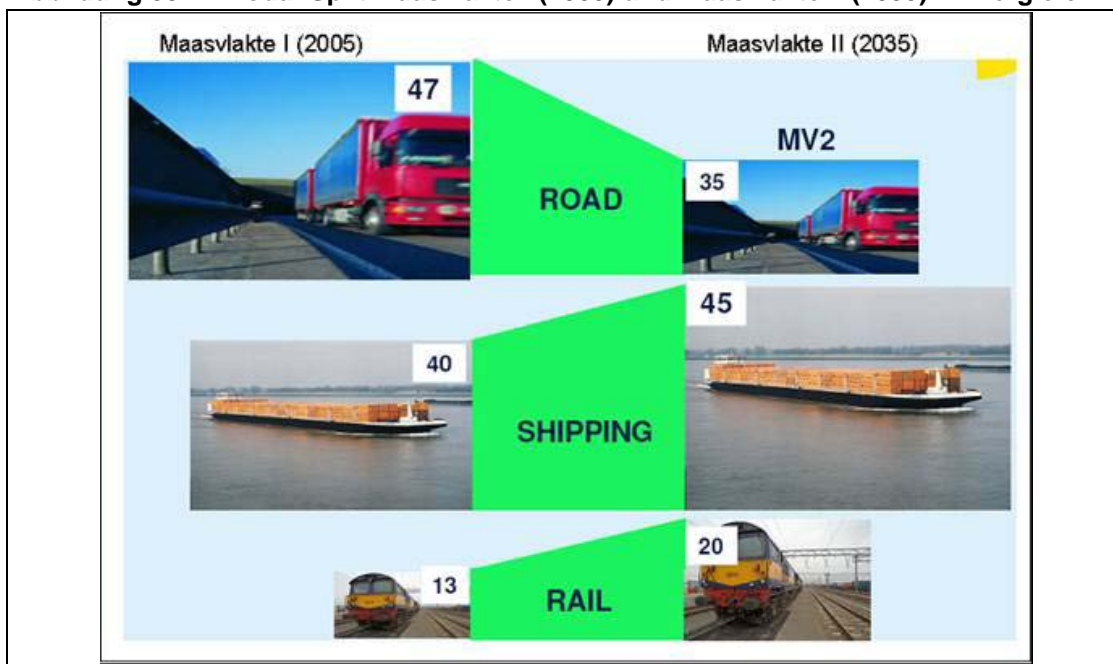 Maasvlakte I (2005) Maasvlakte II (2035)
47
MV2
ROAD 35
40 45
SHIPPING
13 20
RAIL